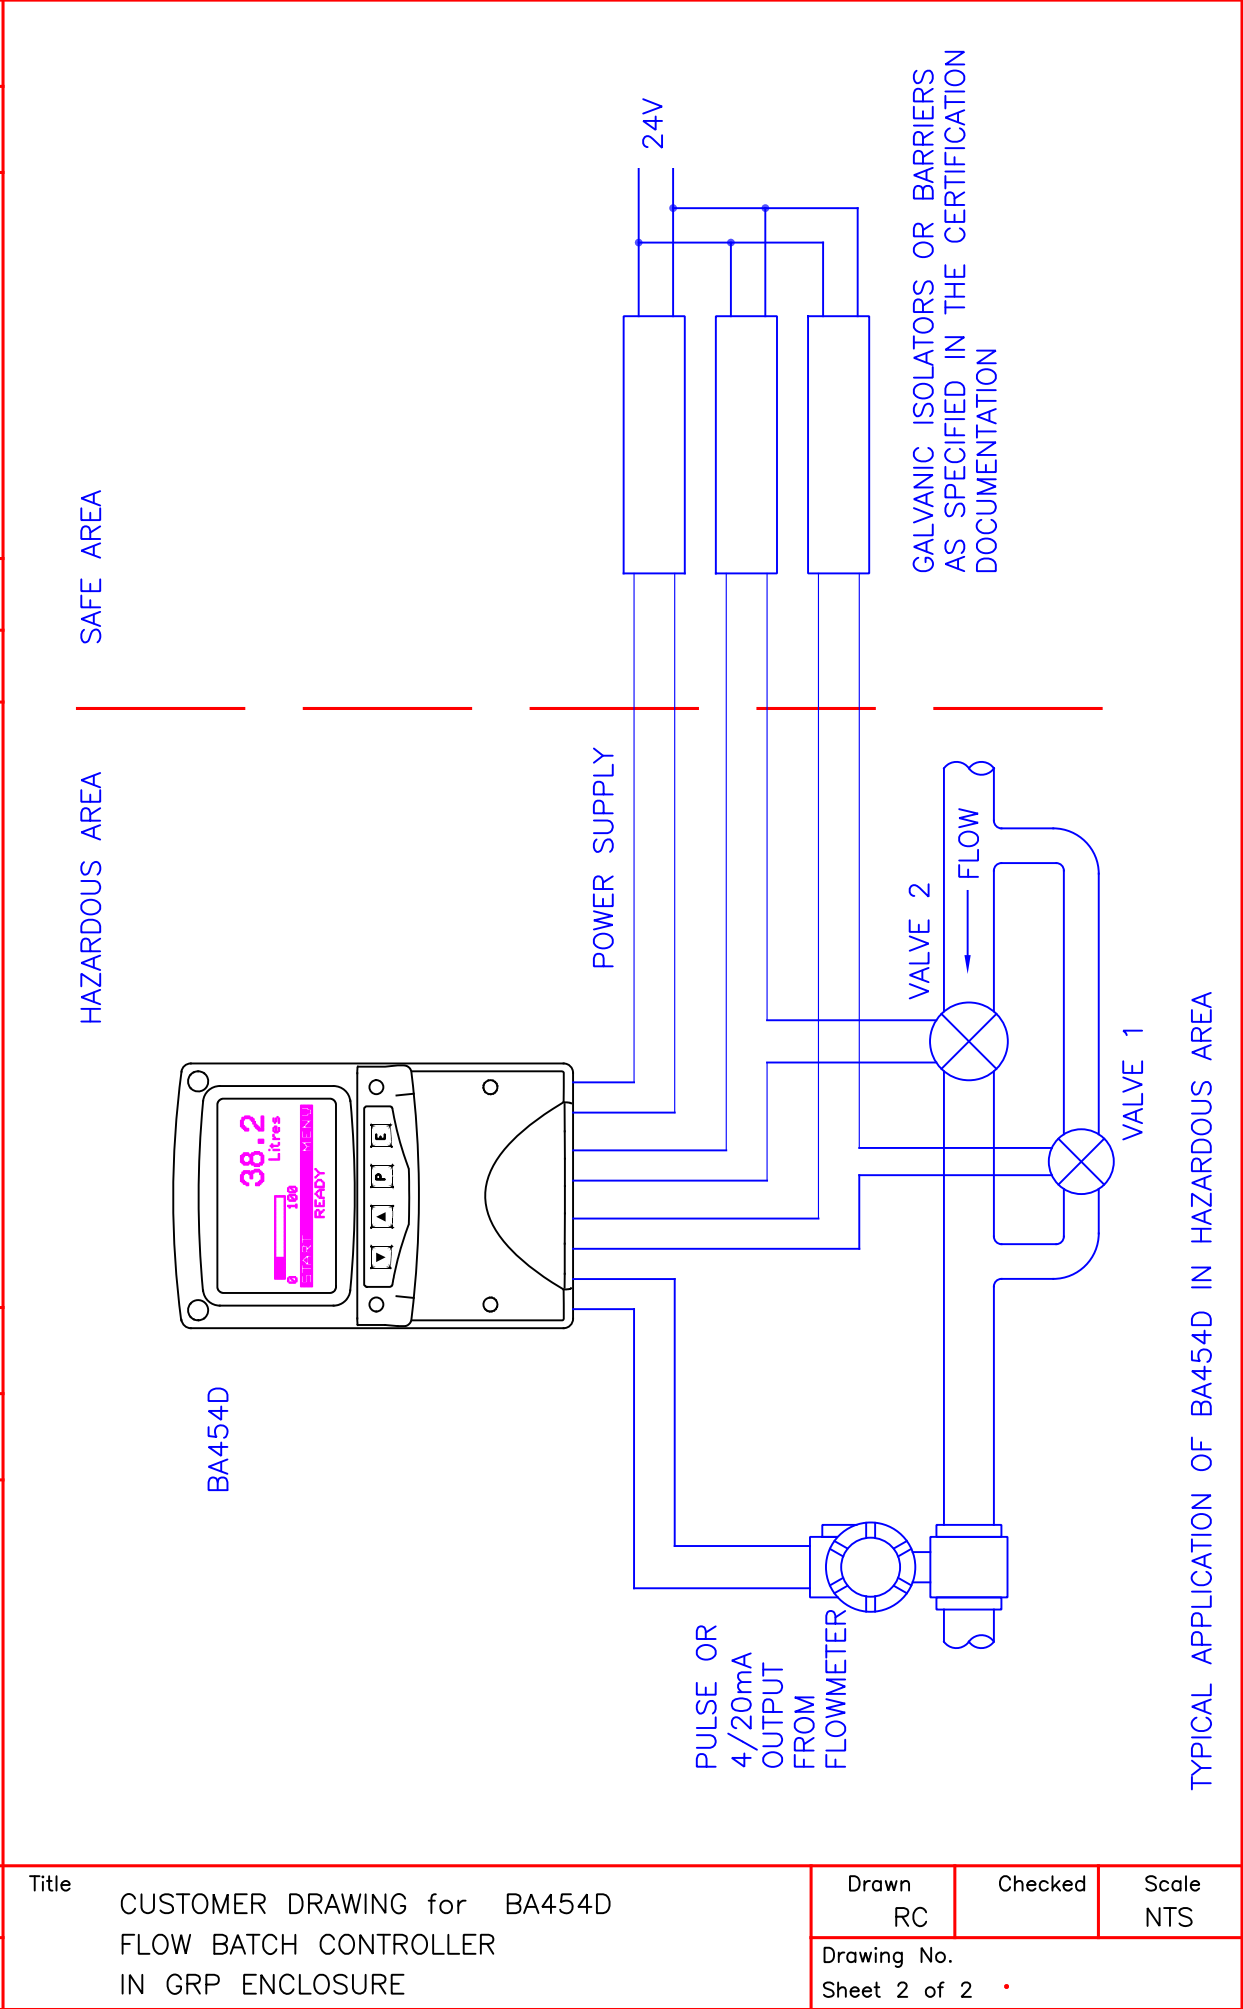 HAZARDOUS AREA
SAFE AREA
BA454D
38.2
Litres
0 100
START MENU
READY
▼ ▲ P E
POWER SUPPLY
24V
PULSE OR
4/20mA
OUTPUT
FROM
FLOWMETER
VALVE 2
FLOW
VALVE 1
GALVANIC ISOLATORS OR BARRIERS
AS SPECIFIED IN THE CERTIFICATION
DOCUMENTATION
TYPICAL APPLICATION OF BA454D IN HAZARDOUS AREA
Title
CUSTOMER DRAWING for BA454D
FLOW BATCH CONTROLLER
IN GRP ENCLOSURE
Drawn
RC
Checked
Scale
NTS
Drawing No.
Sheet 2 of 2